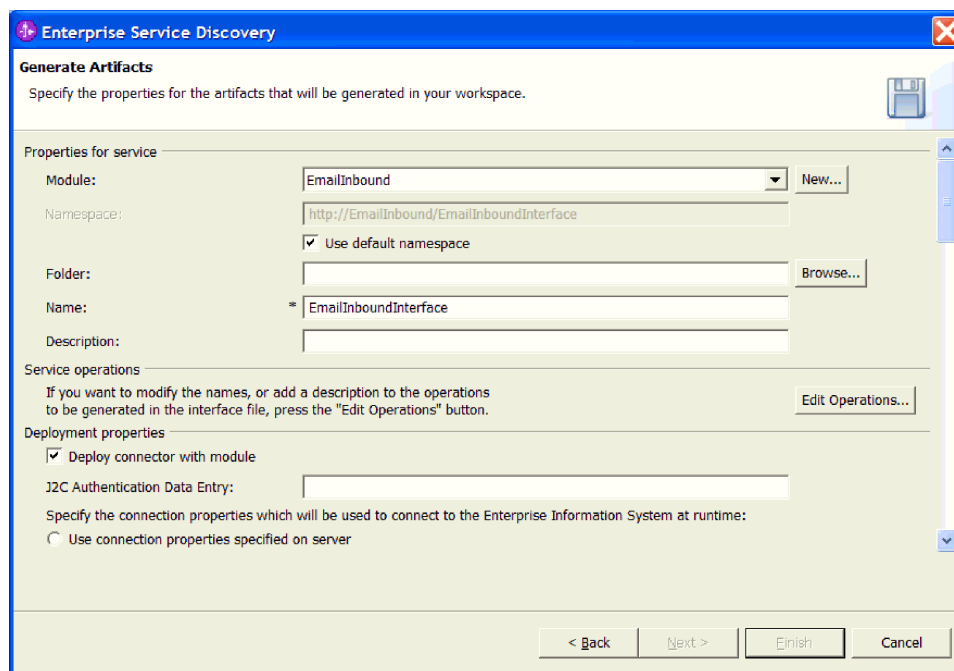 Enterprise Service Discovery
Generate Artifacts
Specify the properties for the artifacts that will be generated in your workspace.
Properties for service
Module: EmailInbound New...
Namespace: http://EmailInbound/EmailInboundInterface
Use default namespace
Folder: Browse...
Name: * EmailInboundInterface
Description:
Service operations
If you want to modify the names, or add a description to the operations
to be generated in the interface file, press the "Edit Operations" button. Edit Operations...
Deployment properties
Deploy connector with module
J2C Authentication Data Entry:
Specify the connection properties which will be used to connect to the Enterprise Information System at runtime:
Use connection properties specified on server
< Back Next > Finish Cancel